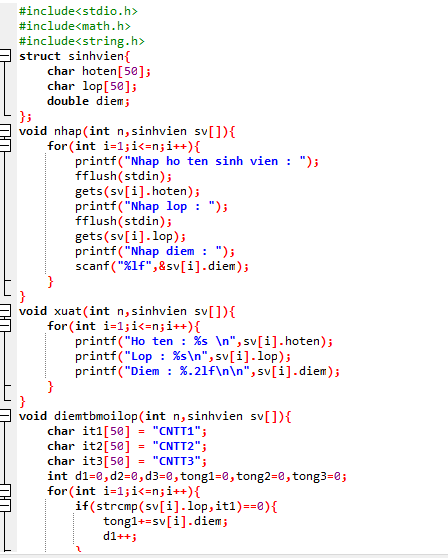 #include<stdio.h>
#include<math.h>
#include<string.h>
struct sinhvien{
    char hoten[50];
    char lop[50];
    double diem;
};
void nhap(int n,sinhvien sv[]){
    for(int i=1;i<=n;i++){
        printf("Nhap ho ten sinh vien : ");
        fflush(stdin);
        gets(sv[i].hoten);
        printf("Nhap lop : ");
        fflush(stdin);
        gets(sv[i].lop);
        printf("Nhap diem : ");
        scanf("%lf",&sv[i].diem);
    }
}
void xuat(int n,sinhvien sv[]){
    for(int i=1;i<=n;i++){
        printf("Ho ten : %s \n",sv[i].hoten);
        printf("Lop : %s\n",sv[i].lop);
        printf("Diem : %.2lf\n\n",sv[i].diem);
    }
}
void diemtbmoilop(int n,sinhvien sv[]){
    char it1[50] = "CNTT1";
    char it2[50] = "CNTT2";
    char it3[50] = "CNTT3";
    int d1=0,d2=0,d3=0,tong1=0,tong2=0,tong3=0;
    for(int i=1;i<=n;i++){
        if(strcmp(sv[i].lop,it1)==0){
            tong1+=sv[i].diem;
            d1++;
        }